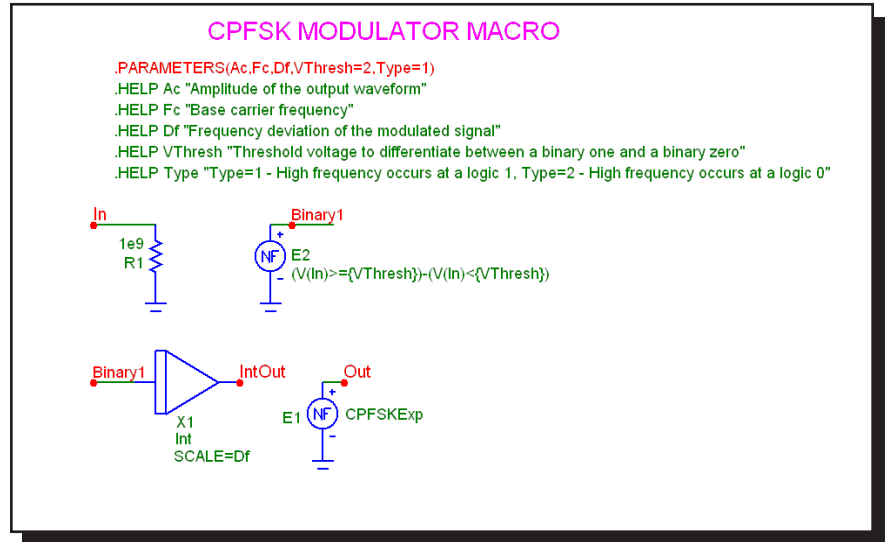 CPFSK MODULATOR MACRO
.PARAMETERS(Ac,Fc,Df,VThresh=2,Type=1)
.HELP Ac "Amplitude of the output waveform"
.HELP Fc "Base carrier frequency"
.HELP Df "Frequency deviation of the modulated signal"
.HELP VThresh "Threshold voltage to differentiate between a binary one and a binary zero"
.HELP Type "Type=1 - High frequency occurs at a logic 1, Type=2 - High frequency occurs at a logic 0"
In
1e9
R1
Binary1
+
NF
E2
-
(V(In)>={VThresh})-(V(In)<{VThresh})
Binary1
IntOut
X1
Int
SCALE=Df
Out
+
E1
NF
CPFSKExp
-